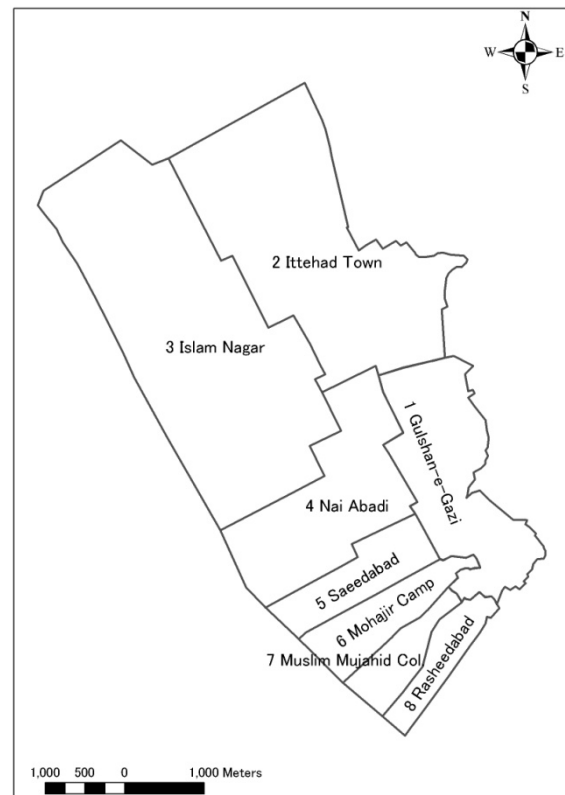 N
W E
S
2 Ittehad Town
3 Islam Nagar
1 Gulshan-e-Gazi
4 Nai Abadi
5 Saeedabad
6 Mohajir Camp
7 Muslim Mujahid Col.
8 Rasheedabad
1,000 500 0 1,000 Meters